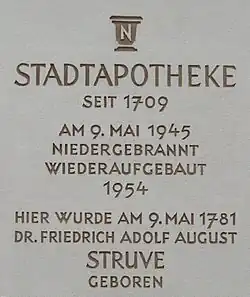 N
STADTAPOTHEKE
SEIT 1709
AM 9. MAI 1945
NIEDERGEBRANNT
WIEDERAUFGEBAUT
1954
HIER WURDE AM 9. MAI 1781
DR. FRIEDRICH ADOLF AUGUST
STRUVE
GEBOREN